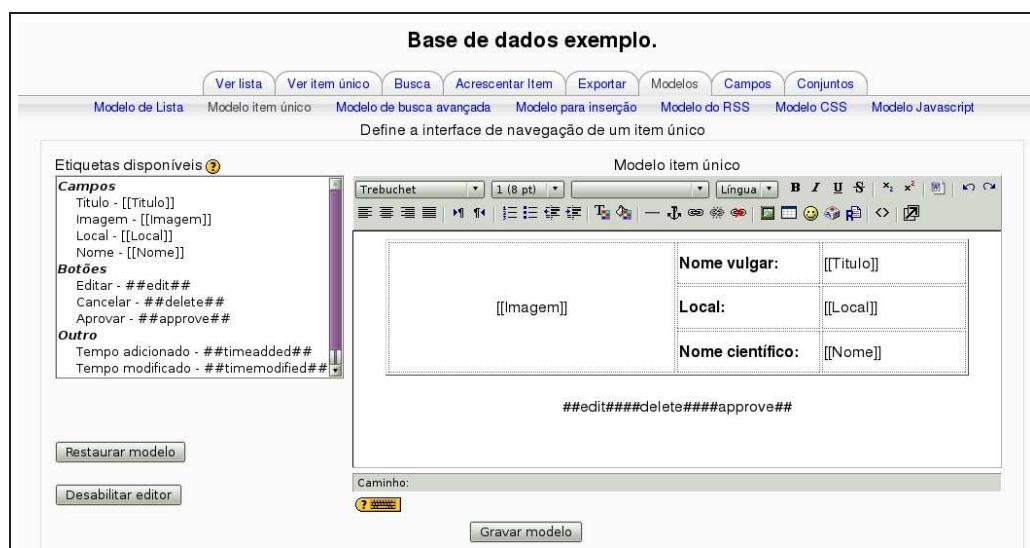 Base de dados exemplo.
Ver lista Ver item único Busca Acrescentar Item Exportar Modelos Campos Conjuntos
Modelo de Lista Modelo item único Modelo de busca avançada Modelo para inserção Modelo do RSS Modelo CSS Modelo Javascript
Define a interface de navegação de um item único
Etiquetas disponíveis ?
Campos
Titulo - [[Titulo]]
Imagem - [[Imagem]]
Local - [[Local]]
Nome - [[Nome]]
Botões
Editar - ##edit##
Cancelar - ##delete##
Aprovar - ##approve##
Outro
Tempo adicionado - ##timeadded##
Tempo modificado - ##timemodified##
Restaurar modelo
Desabilitar editor
Modelo item único
Trebuchet 1 (8 pt) Língua B I U S x₂ x²
[[Imagem]]
Nome vulgar: [[Titulo]]
Local: [[Local]]
Nome científico: [[Nome]]
##edit####delete####approve##
Caminho:
?
Gravar modelo